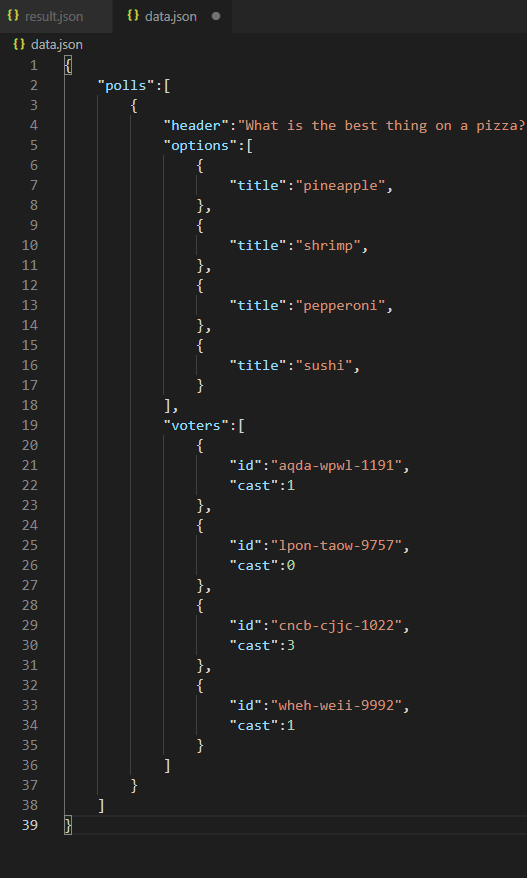 {} result.json {} data.json ●
{} data.json
1 {
2     "polls":[
3         {
4             "header":"What is the best thing on a pizza?
5             "options":[
6                 {
7                     "title":"pineapple",
8                 },
9                 {
10                     "title":"shrimp",
11                 },
12                 {
13                     "title":"pepperoni",
14                 },
15                 {
16                     "title":"sushi",
17                 }
18             ],
19             "voters":[
20                 {
21                     "id":"aqda-wpwl-1191",
22                     "cast":1
23                 },
24                 {
25                     "id":"lpon-taow-9757",
26                     "cast":0
27                 },
28                 {
29                     "id":"cncb-cjjc-1022",
30                     "cast":3
31                 },
32                 {
33                     "id":"wheh-weii-9992",
34                     "cast":1
35                 }
36             ]
37         }
38     ]
39 }